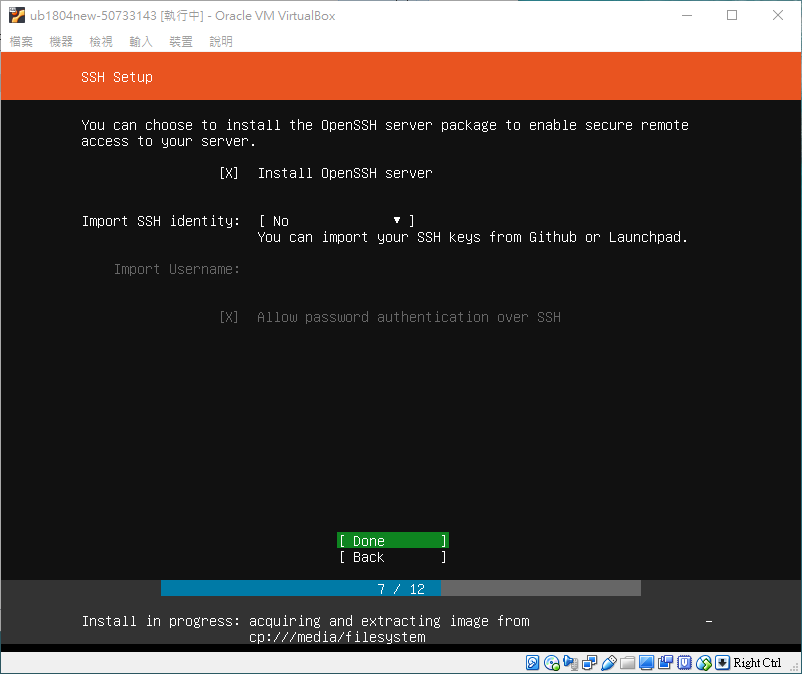 ub1804new-50733143 [執行中] - Oracle VM VirtualBox
檔案 機器 檢視 輸入 裝置 說明
SSH Setup
You can choose to install the OpenSSH server package to enable secure remote
access to your server.
[X] Install OpenSSH server
Import SSH identity: [ No ▼ ]
You can import your SSH keys from Github or Launchpad.
Import Username:
[X] Allow password authentication over SSH
[ Done ]
[ Back ]
7 / 12
Install in progress: acquiring and extracting image from -
cp:///media/filesystem
Right Ctrl